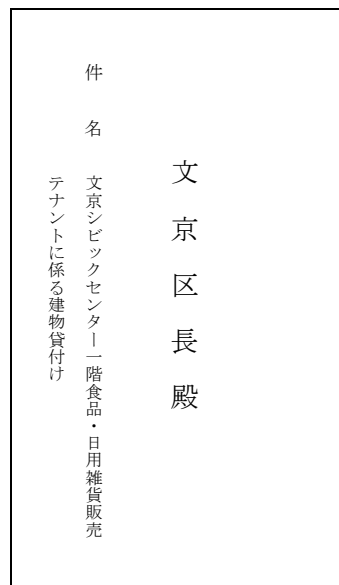 文京区長殿
件　名　文京シビックセンター一階食品・日用雑貨販売
テナントに係る建物貸付け